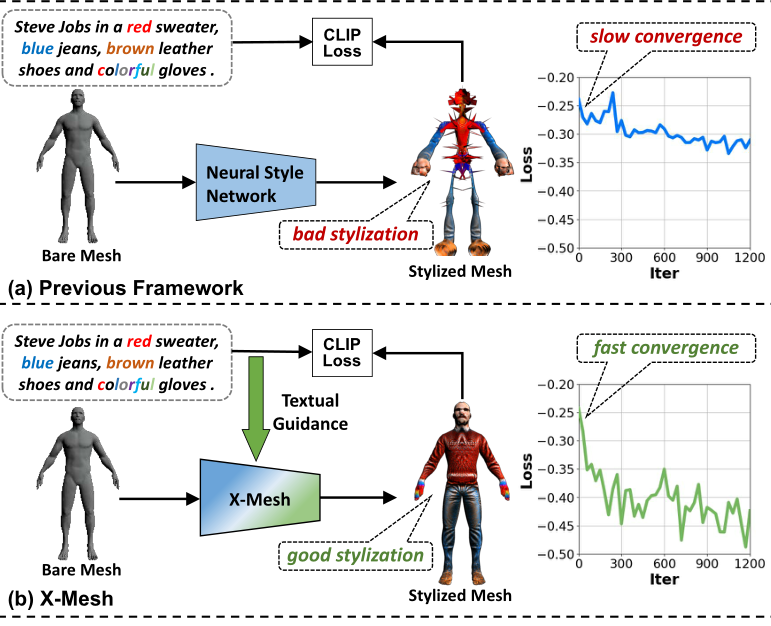 Steve Jobs in a red sweater,
blue jeans, brown leather
shoes and colorful gloves .
CLIP
Loss
Neural Style
Network
bad stylization
Bare Mesh
Stylized Mesh
(a) Previous Framework
slow convergence
−0.20
−0.25
−0.30
−0.35
−0.40
−0.45
−0.50
Loss
0 300 600 900 1200
Iter
Steve Jobs in a red sweater,
blue jeans, brown leather
shoes and colorful gloves .
CLIP
Loss
Textual
Guidance
X-Mesh
good stylization
Bare Mesh
Stylized Mesh
(b) X-Mesh
fast convergence
−0.20
−0.25
−0.30
−0.35
−0.40
−0.45
−0.50
Loss
0 300 600 900 1200
Iter